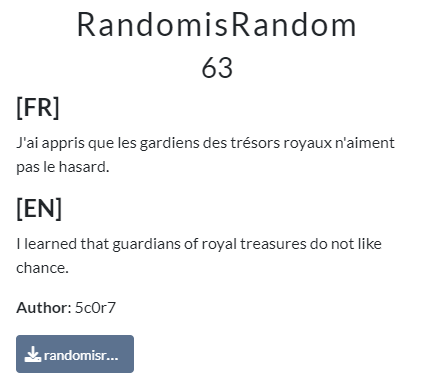 RandomisRandom
63
[FR]
J'ai appris que les gardiens des trésors royaux n'aiment
pas le hasard.
[EN]
I learned that guardians of royal treasures do not like
chance.
Author: 5c0r7
randomisr...